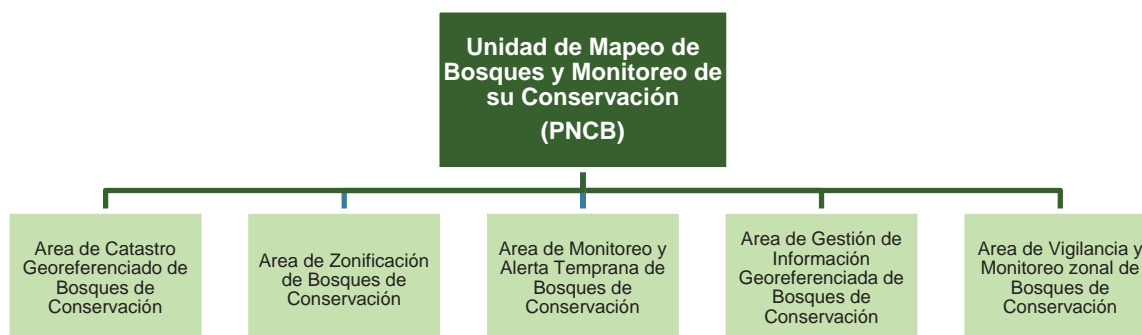 Unidad de Mapeo de
Bosques y Monitoreo de
su Conservación
(PNCB)
Area de Catastro
Georeferenciado de
Bosques de
Conservación
Area de Zonificación
de Bosques de
Conservación
Area de Monitoreo y
Alerta Temprana de
Bosques de
Conservación
Area de Gestión de
Información
Georeferenciada de
Bosques de
Conservación
Area de Vigilancia y
Monitoreo zonal de
Bosques de
Conservación